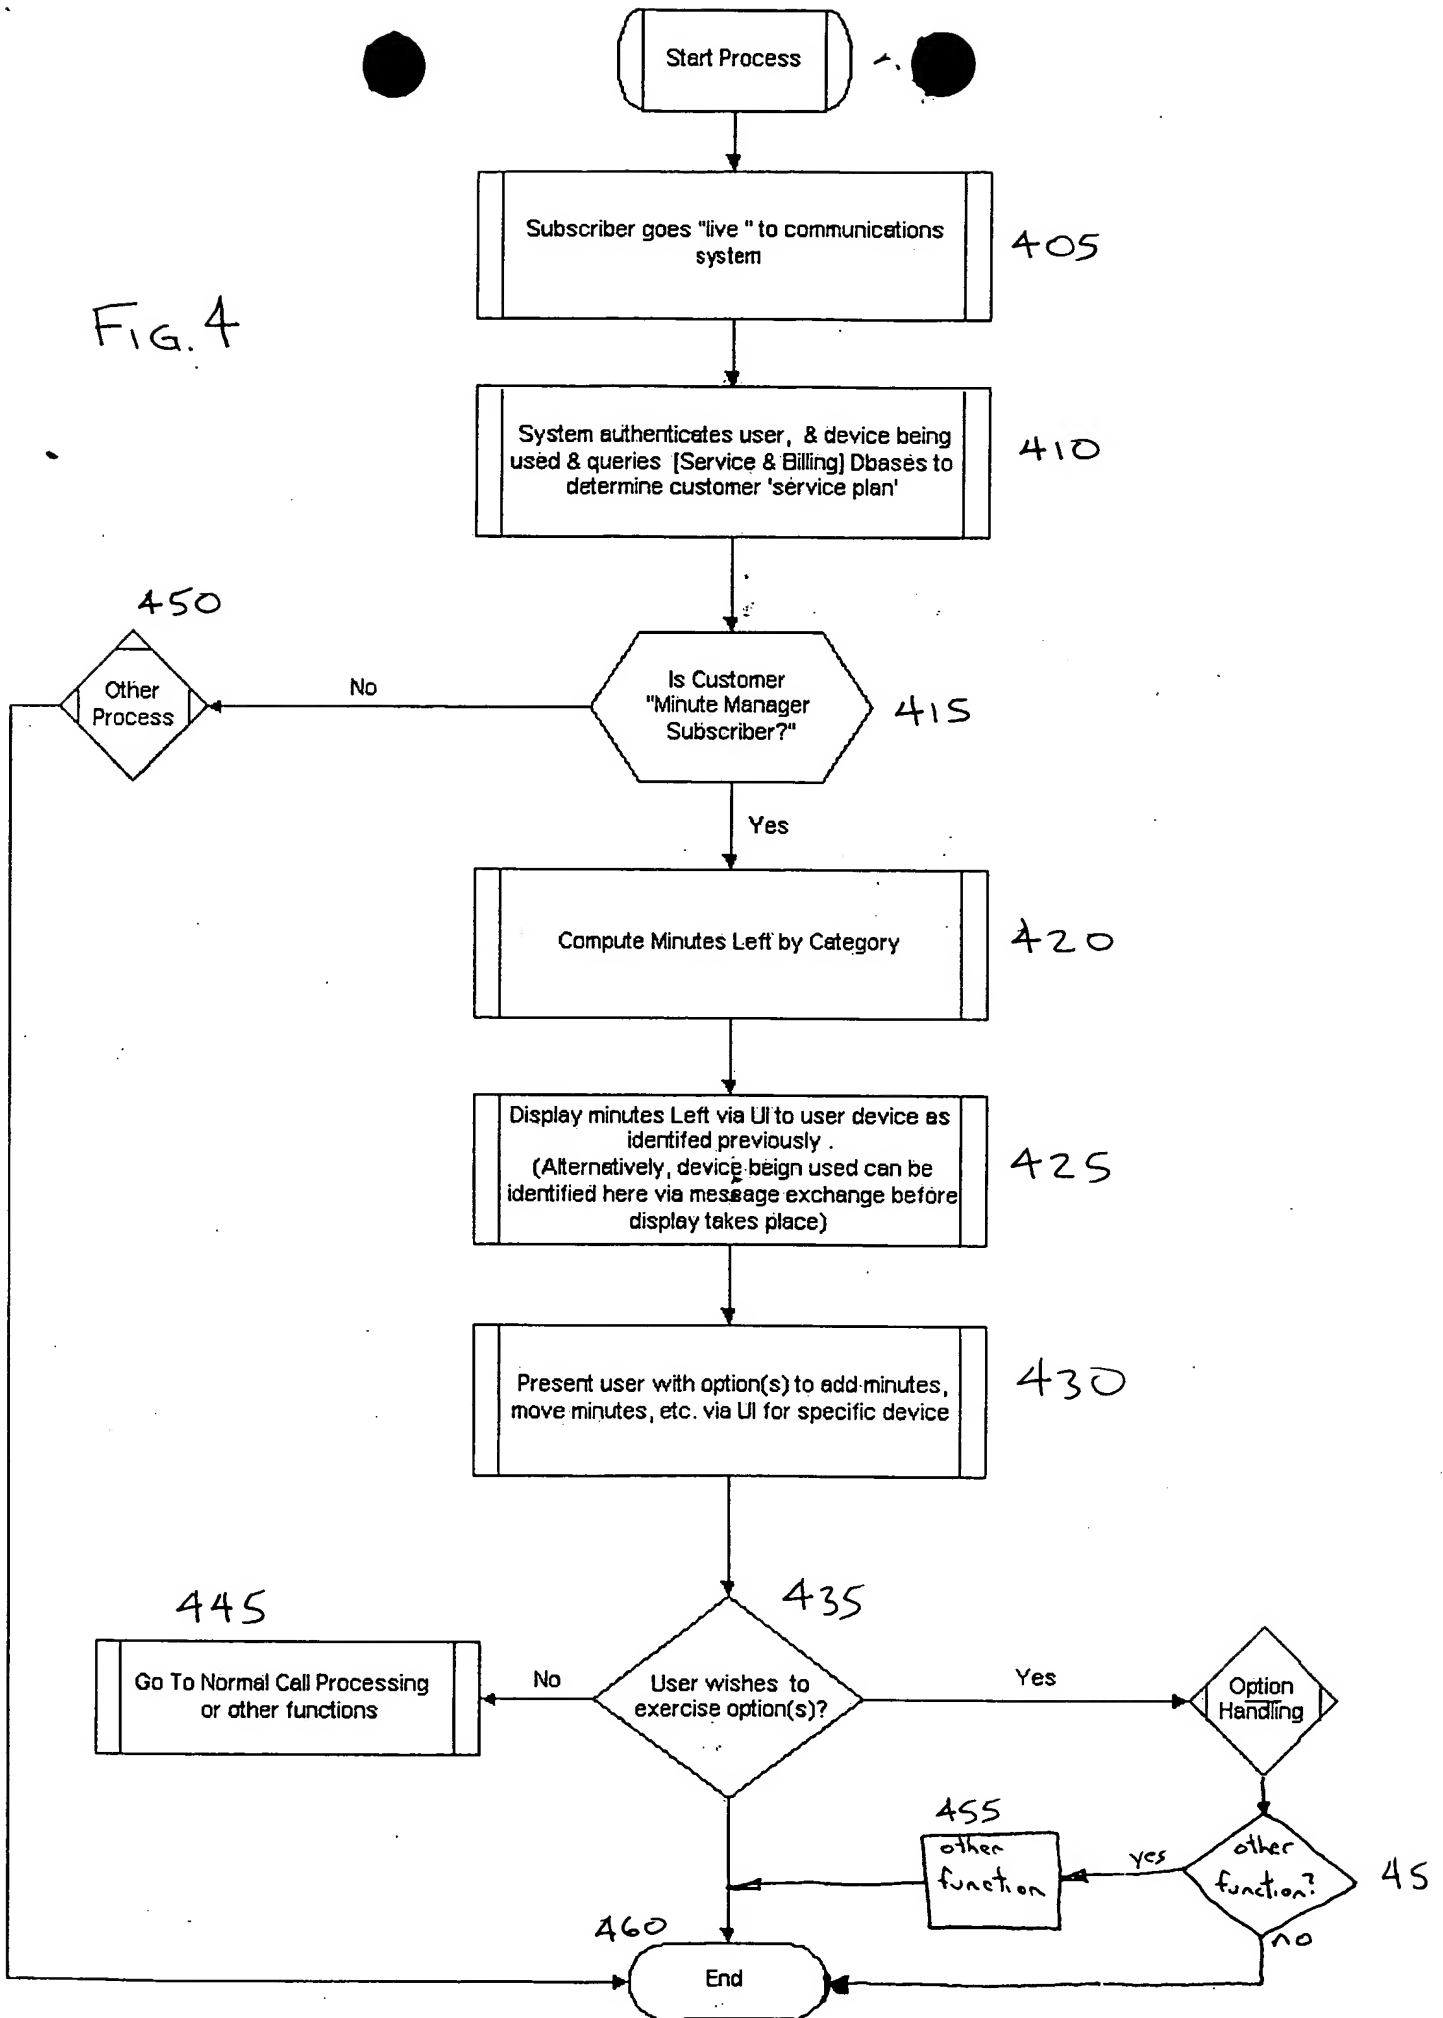 Start Process
Subscriber goes "live " to communications
system
405
FIG. 4
System authenticates user, & device being
used & queries [Service & Billing] Dbases to
determine customer 'service plan'
410
450
Other
Process
No
Is Customer
"Minute Manager
Subscriber?"
415
Yes
Compute Minutes Left by Category
420
Display minutes Left via UI to user device as
identifed previously .
(Alternatively, device beign used can be
identified here via message exchange before
display takes place)
425
Present user with option(s) to add minutes,
move minutes, etc. via UI for specific device
430
435
445
Go To Normal Call Processing
or other functions
No
User wishes to
exercise option(s)?
Yes
Option
Handling
455
other
function
yes
other
function?
45
no
460
End